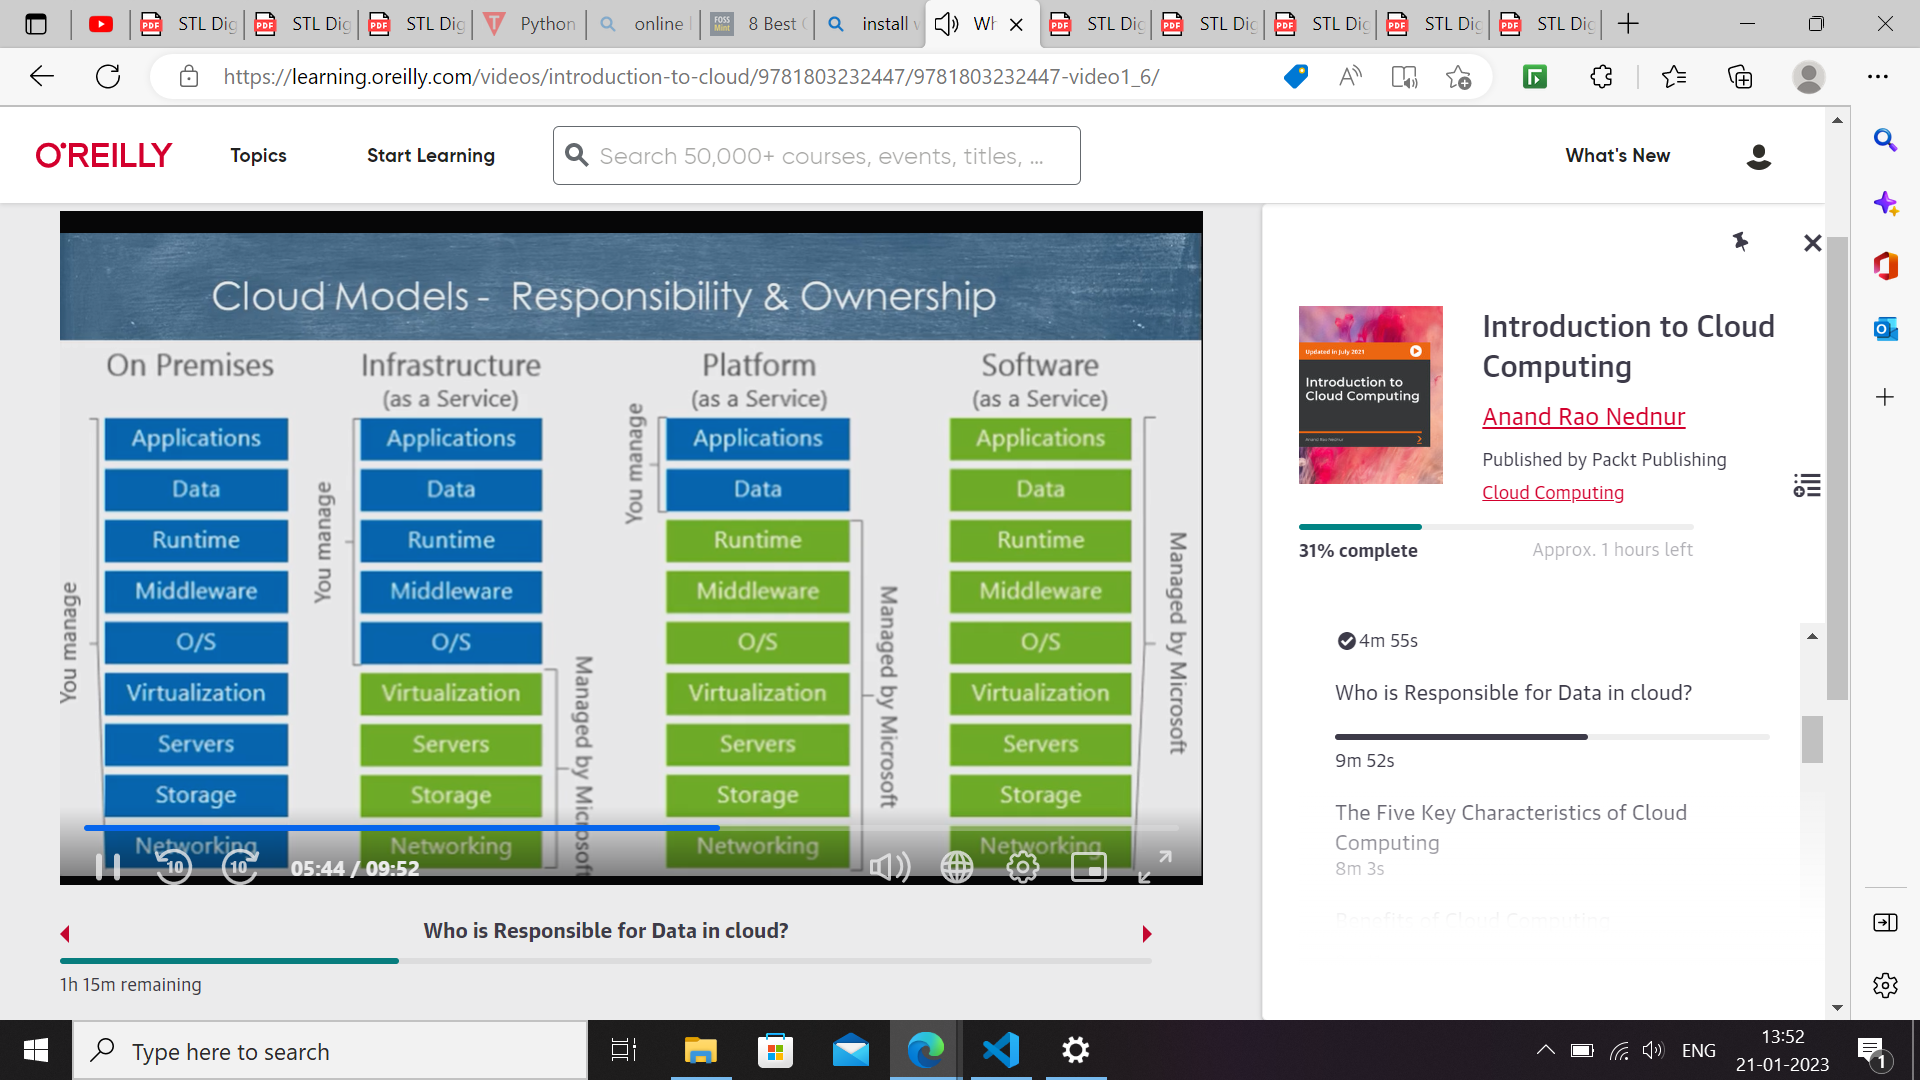 STL Dig
STL Dig
STL Dig
Python
online
8 Best
install
Wh
STL Dig
STL Dig
STL Dig
STL Dig
STL Dig
https://learning.oreilly.com/videos/introduction-to-cloud/9781803232447/9781803232447-video1_6/
O'REILLY
Topics
Start Learning
Search 50,000+ courses, events, titles, ...
What's New
Cloud Models - Responsibility & Ownership
On Premises
Applications
Data
Runtime
Middleware
O/S
Virtualization
Servers
Storage
Networking
You manage
Infrastructure
(as a Service)
Applications
Data
Runtime
Middleware
O/S
Virtualization
Servers
Storage
Networking
You manage
Managed by Microsoft
Platform
(as a Service)
Applications
Data
Runtime
Middleware
O/S
Virtualization
Servers
Storage
Networking
You manage
Managed by Microsoft
Software
(as a Service)
Applications
Data
Runtime
Middleware
O/S
Virtualization
Servers
Storage
Networking
Managed by Microsoft
10
10
05:44 / 09:52
Who is Responsible for Data in cloud?
1h 15m remaining
Updated in July 2021
Introduction to
Cloud Computing
Anand Rao Nednur
Introduction to Cloud
Computing
Anand Rao Nednur
Published by Packt Publishing
Cloud Computing
31% complete
Approx. 1 hours left
4m 55s
Who is Responsible for Data in cloud?
9m 52s
The Five Key Characteristics of Cloud
Computing
8m 3s
Benefits of Cloud Computing
Type here to search
ENG
13:52
21-01-2023
1